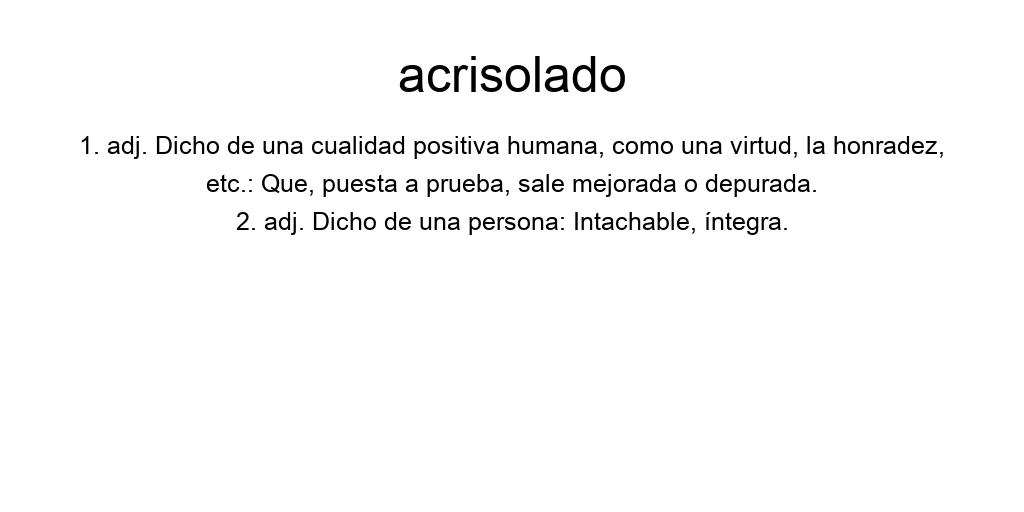 acrisolado
1. adj. Dicho de una cualidad positiva humana, como una virtud, la honradez,
etc.: Que, puesta a prueba, sale mejorada o depurada.
2. adj. Dicho de una persona: Intachable, íntegra.